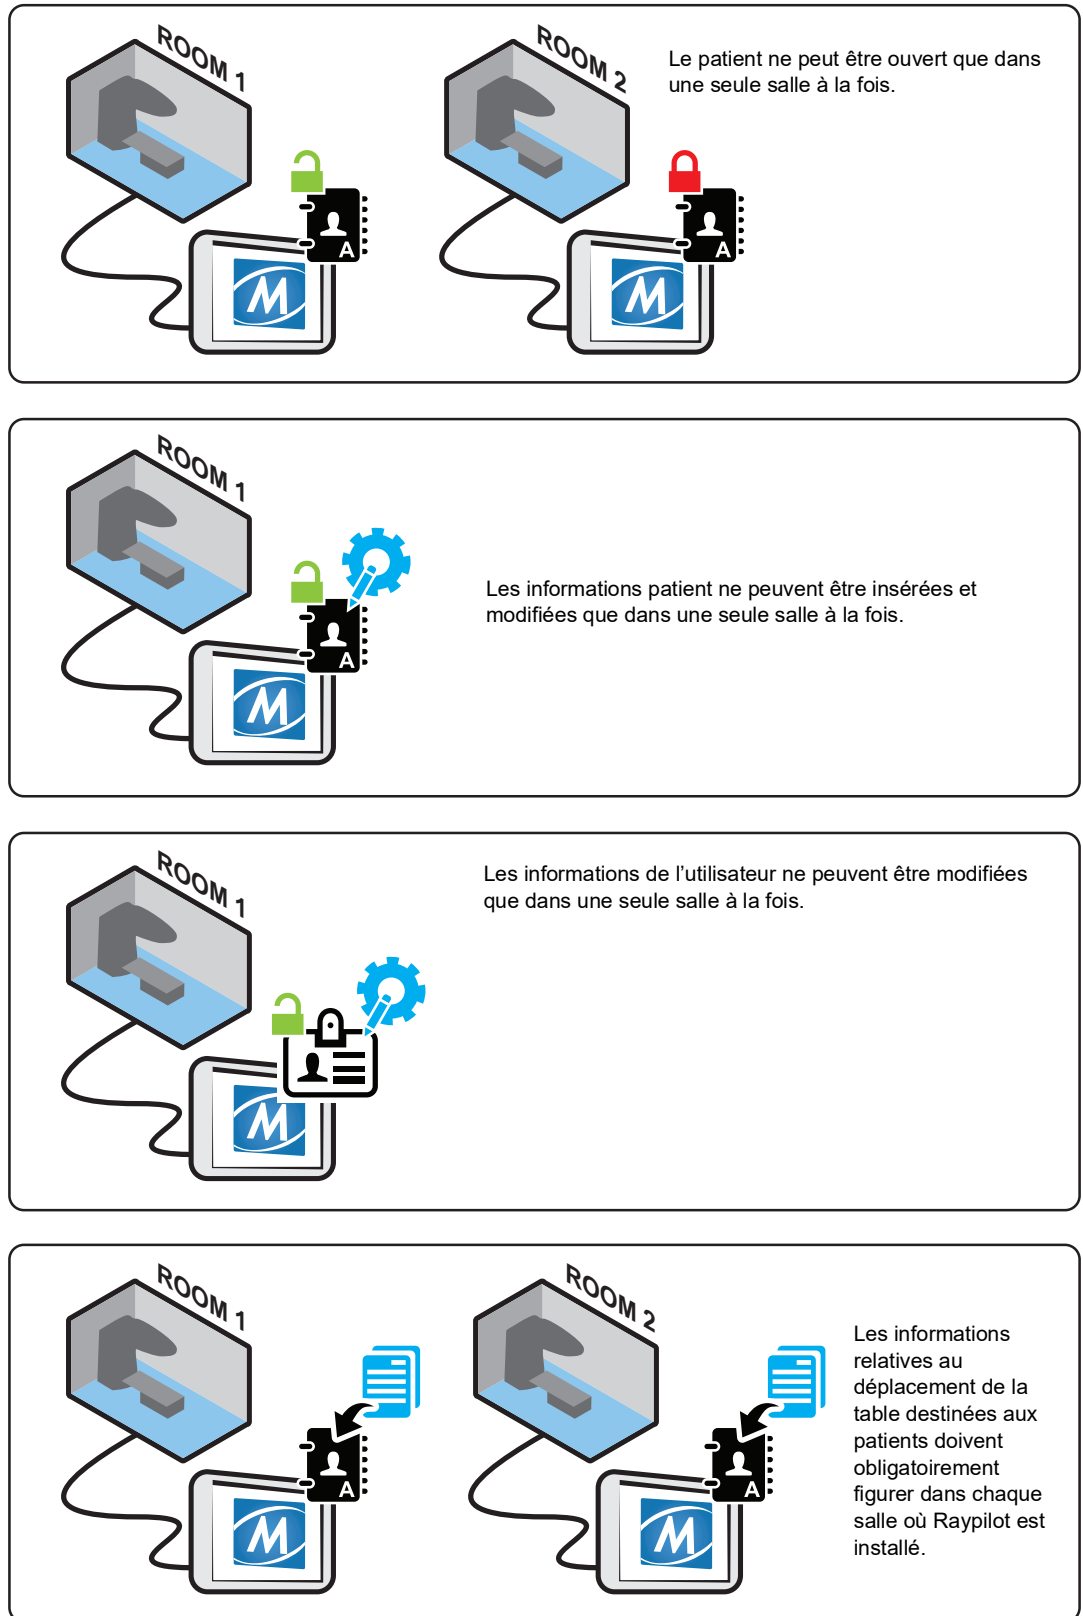 ROOM 1
ROOM 2
Le patient ne peut être ouvert que dans
une seule salle à la fois.
A
A
M
M
ROOM 1
Les informations patient ne peuvent être insérées et
modifiées que dans une seule salle à la fois.
A
M
ROOM 1
Les informations de l’utilisateur ne peuvent être modifiées
que dans une seule salle à la fois.
M
ROOM 1
ROOM 2
Les informations
relatives au
déplacement de la
table destinées aux
patients doivent
obligatoirement
figurer dans chaque
salle où Raypilot est
installé.
A
A
M
M